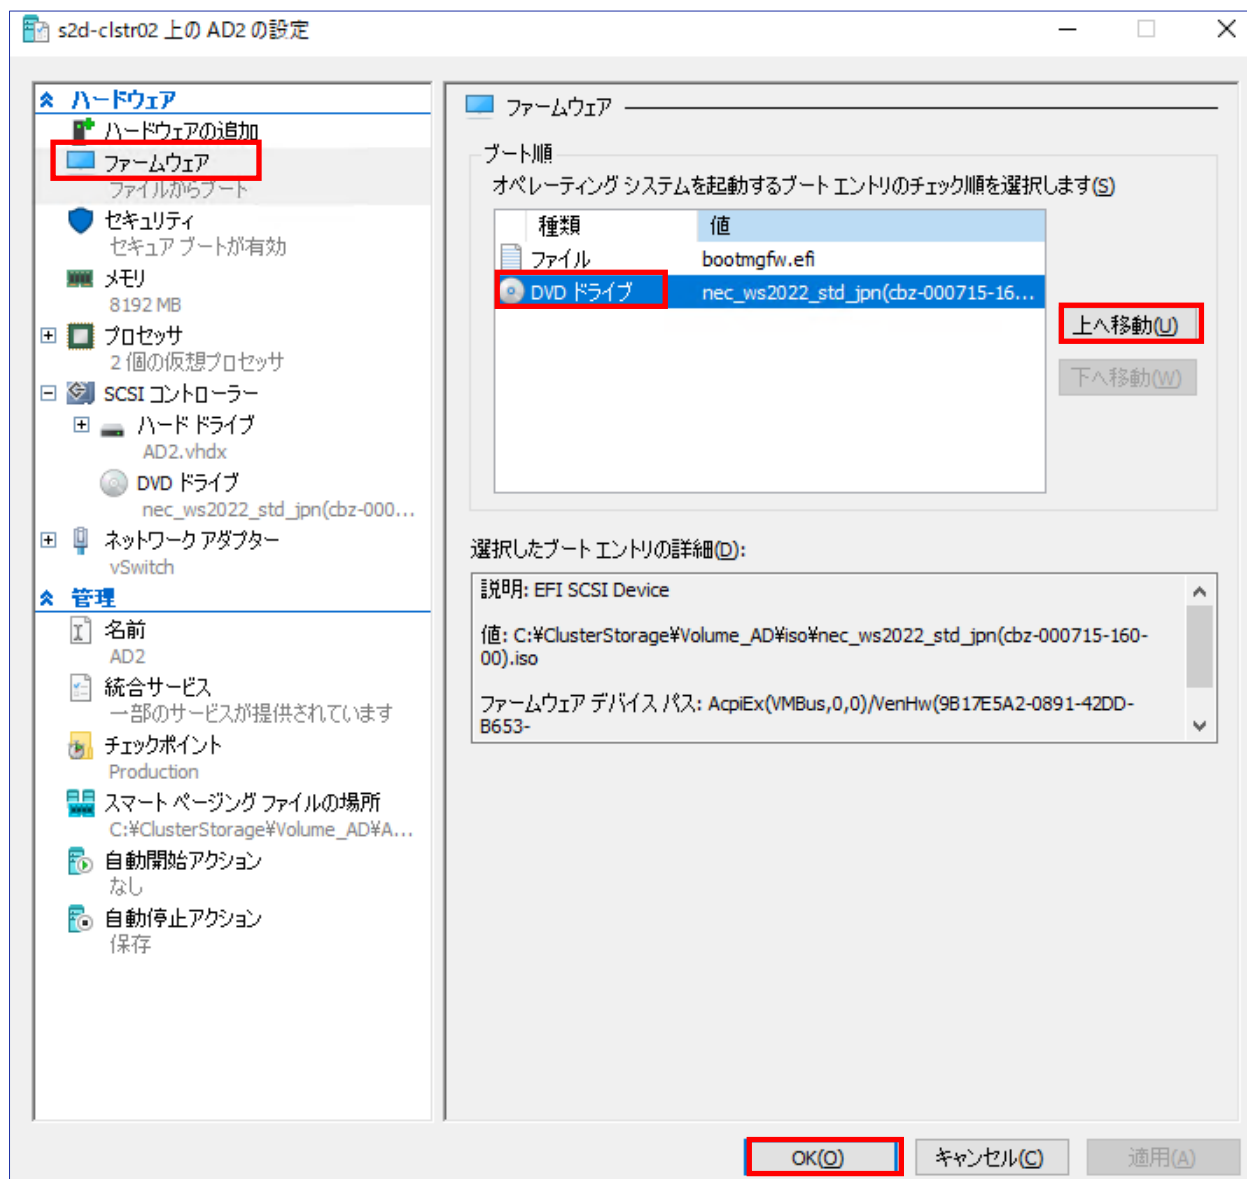 s2d-clstr02 上の AD2 の設定
ハードウェア
ハードウェアの追加
ファームウェア
ファイルからブート
セキュリティ
セキュア ブートが有効
メモリ
8192 MB
プロセッサ
2 個の仮想プロセッサ
SCSI コントローラー
ハード ドライブ
AD2.vhdx
DVD ドライブ
nec_ws2022_std_jpn(cbz-000...
ネットワーク アダプター
vSwitch
管理
名前
AD2
統合サービス
一部のサービスが提供されています
チェックポイント
Production
スマート ページング ファイルの場所
C:¥ClusterStorage¥Volume_AD¥A...
自動開始アクション
なし
自動停止アクション
保存
ファームウェア
ブート順
オペレーティング システムを起動するブート エントリのチェック順を選択します(S)
種類 値
ファイル bootmgfw.efi
DVD ドライブ nec_ws2022_std_jpn(cbz-000715-16...
上へ移動(U)
下へ移動(W)
選択したブート エントリの詳細(D):
説明: EFI SCSI Device
値: C:¥ClusterStorage¥Volume_AD¥iso¥nec_ws2022_std_jpn(cbz-000715-160-
00).iso
ファームウェア デバイス パス: AcpiEx(VMBus,0,0)/VenHw(9B17E5A2-0891-42DD-
B653-
OK(O) キャンセル(C) 適用(A)